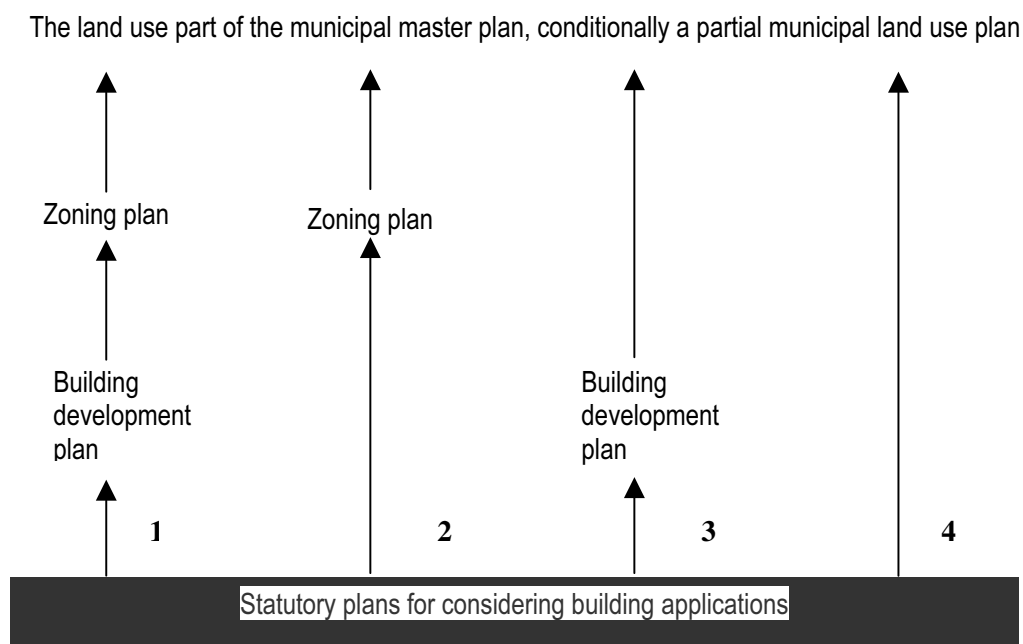 The land use part of the municipal master plan, conditionally a partial municipal land use plan
Zoning plan
Zoning plan
Building
development
plan
Building
development
plan
1
2
3
4
Statutory plans for considering building applications